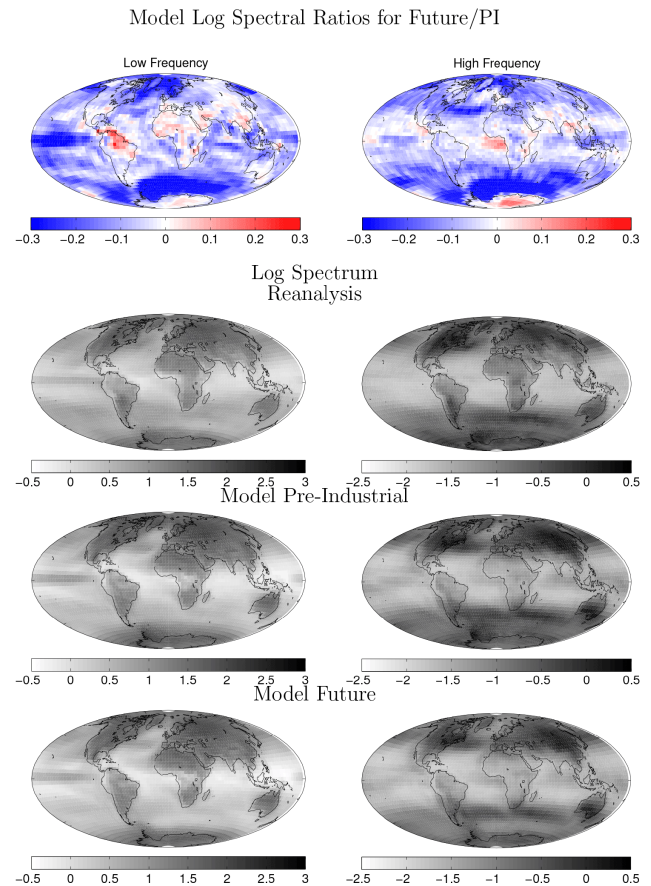 Model Log Spectral Ratios for Future/PI
Low Frequency
High Frequency
−0.3 −0.2 −0.1 0 0.1 0.2 0.3
−0.3 −0.2 −0.1 0 0.1 0.2 0.3
Log Spectrum
Reanalysis
−0.5 0 0.5 1 1.5 2 2.5 3
−2.5 −2 −1.5 −1 −0.5 0 0.5
Model Pre-Industrial
−0.5 0 0.5 1 1.5 2 2.5 3
−2.5 −2 −1.5 −1 −0.5 0 0.5
Model Future
−0.5 0 0.5 1 1.5 2 2.5 3
−2.5 −2 −1.5 −1 −0.5 0 0.5